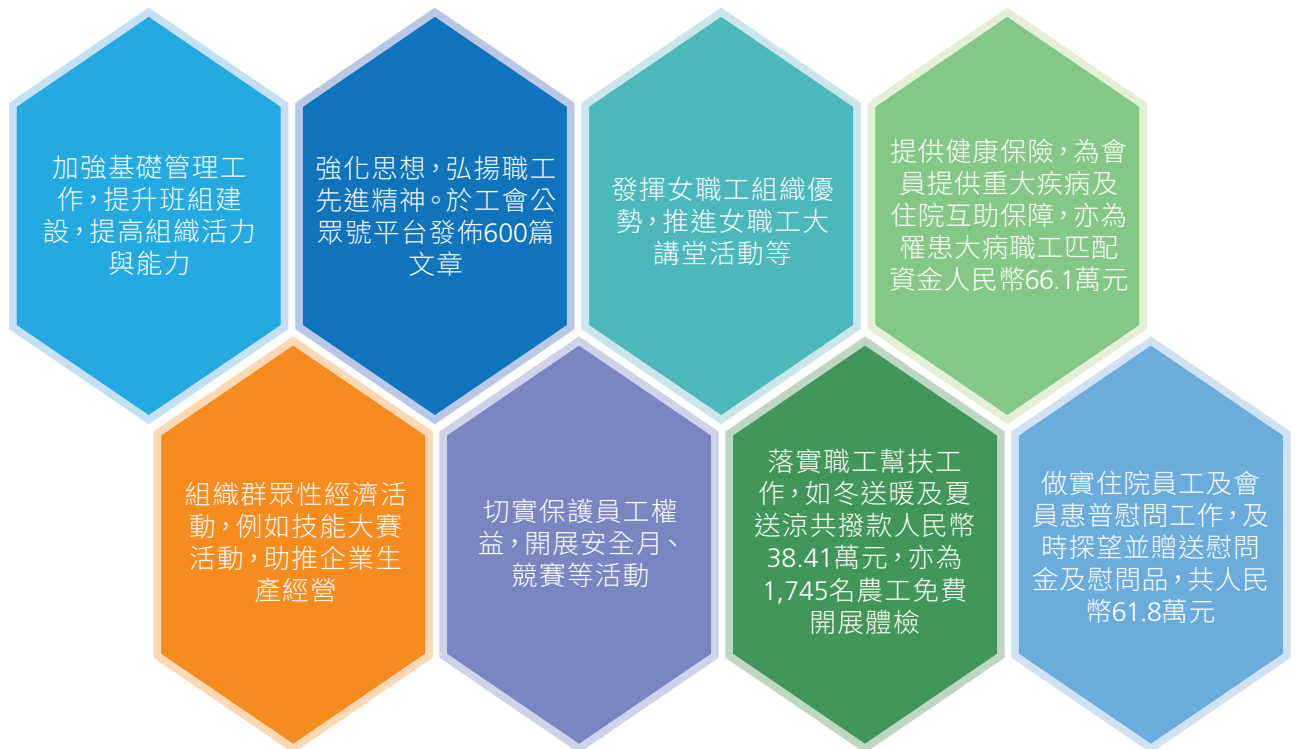 加強基礎管理工
作，提升班組建
設，提高組織活力
與能力
強化思想，弘揚職工
先進精神。於工會公
眾號平台發佈600篇
文章
發揮女職工組織優
勢，推進女職工大
講堂活動等
提供健康保險，為會
員提供重大疾病及
住院互助保障，亦為
罹患大病職工匹配
資金人民幣66.1萬元
組織群眾性經濟活
動，例如技能大賽
活動，助推企業生
產經營
切實保護員工權
益，開展安全月、
競賽等活動
落實職工幫扶工
作，如冬送暖及夏
送涼共撥款人民幣
38.41萬元，亦為
1,745名農工免費
開展體檢
做實住院員工及會
員惠普慰問工作，及
時探望並贈送慰問
金及慰問品，共人民
幣61.8萬元